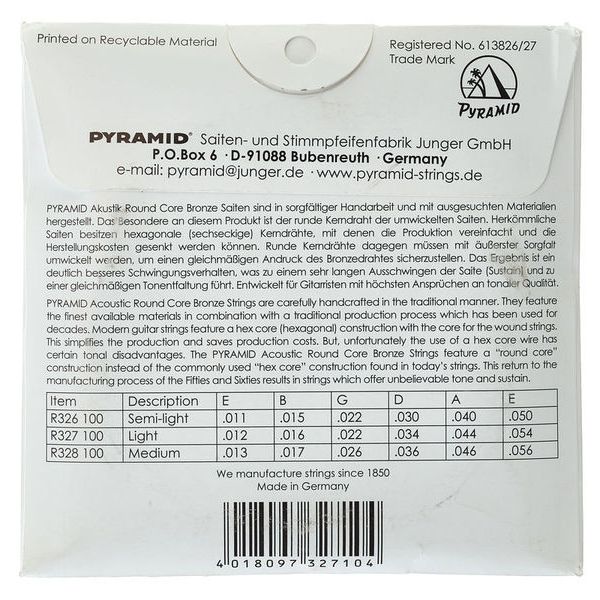 Printed on Recyclable Material
Registered No. 613826/27
Trade Mark
PYRAMID
PYRAMID® Saiten- und Stimmpfeifenfabrik Junger GmbH
P.O.Box 6 · D-91088 Bubenreuth · Germany
e-mail: pyramid@junger.de · www.pyramid-strings.de
PYRAMID Akustik Round Core Bronze Saiten sind in sorgfältiger Handarbeit und mit ausgesuchten Materialien
hergestellt. Das Besondere an diesem Produkt ist der runde Kerndraht der umwickelten Saiten. Herkömmliche
Saiten besitzen hexagonale (sechseckige) Kerndrähte, mit denen die Produktion vereinfacht und die
Herstellungskosten gesenkt werden können. Runde Kerndrähte dagegen müssen mit äußerster Sorgfalt
umwickelt werden, um einen gleichmäßigen Andruck des Bronzedrahtes sicherzustellen. Das Ergebnis ist ein
deutlich besseres Schwingungsverhalten, was zu einem sehr langen Ausschwingen der Saite (Sustain) und zu
einer gleichmäßigen Tonentfaltung führt. Entwickelt für Gitarristen mit höchsten Ansprüchen an tonale Qualität.
PYRAMID Acoustic Round Core Bronze Strings are carefully handcrafted in the traditional manner. They feature
the finest available materials in combination with a traditional production process which has been used for
decades. Modern guitar strings feature a hex core (hexagonal) construction with the core for the wound strings.
This simplifies the production and saves production costs. But, unfortunately the use of a hex core wire has
certain tonal disadvantages. The PYRAMID Acoustic Round Core Bronze Strings feature a "round core"
construction instead of the commonly used "hex core" construction found in today's strings. This return to the
manufacturing process of the Fifties and Sixties results in strings which offer unbelievable tone and sustain.
Item Description E B G D A E
R326 100 Semi-light .011 .015 .022 .030 .040 .050
R327 100 Light .012 .016 .022 .034 .044 .054
R328 100 Medium .013 .017 .026 .036 .046 .056
We manufacture strings since 1850
Made in Germany
4 018097 327104